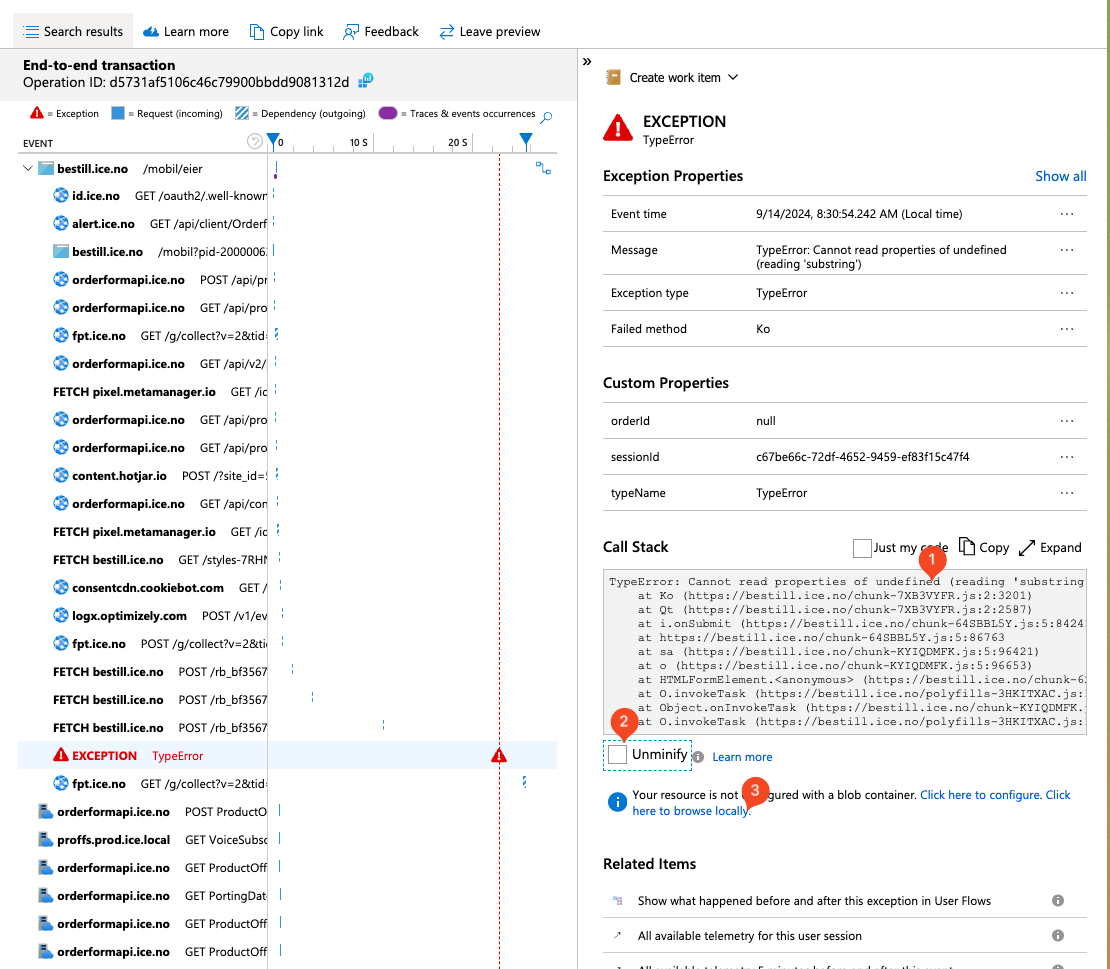 Search results Learn more Copy link Feedback Leave preview
End-to-end transaction
Operation ID: d5731af5106c46c79900bbdd9081312d
= Exception = Request (incoming) = Dependency (outgoing) = Traces & events occurrences
EVENT 0 10 S 20 S
bestill.ice.no /mobil/eier
id.ice.no GET /oauth2/.well-known
alert.ice.no GET /api/client/Orderf
bestill.ice.no /mobil?pid-2000006
orderformapi.ice.no POST /api/pr
orderformapi.ice.no GET /api/pro
fpt.ice.no GET /g/collect?v=2&tid=
orderformapi.ice.no GET /api/v2/
FETCH pixel.metamanager.io GET /ic
orderformapi.ice.no GET /api/pro
orderformapi.ice.no GET /api/pro
content.hotjar.io POST /?site_id=
orderformapi.ice.no GET /api/con
FETCH pixel.metamanager.io GET /ic
FETCH bestill.ice.no GET /styles-7RHN
consentcdn.cookiebot.com GET /
logx.optimizely.com POST /v1/ev
fpt.ice.no GET /g/collect?v=2&tid
FETCH bestill.ice.no POST /rb_bf3567
FETCH bestill.ice.no POST /rb_bf3567
FETCH bestill.ice.no POST /rb_bf3567
EXCEPTION TypeError
fpt.ice.no GET /g/collect?v=2&tid=
orderformapi.ice.no POST ProductO
proffs.prod.ice.local GET VoiceSubsc
orderformapi.ice.no GET ProductOff
orderformapi.ice.no GET PortingDat
orderformapi.ice.no GET ProductOff
orderformapi.ice.no GET ProductOff
»
Create work item
EXCEPTION
TypeError
Exception Properties Show all
Event time 9/14/2024, 8:30:54.242 AM (Local time) ...
Message TypeError: Cannot read properties of undefined ...
(reading 'substring')
Exception type TypeError ...
Failed method Ko ...
Custom Properties
orderId null ...
sessionId c67be66c-72df-4652-9459-ef83f15c47f4 ...
typeName TypeError ...
Call Stack Just my code Copy Expand
1
TypeError: Cannot read properties of undefined (reading 'substring
at Ko (https://bestill.ice.no/chunk-7XB3VYFR.js:2:3201)
at Qt (https://bestill.ice.no/chunk-7XB3VYFR.js:2:2587)
at i.onSubmit (https://bestill.ice.no/chunk-64SBBL5Y.js:5:8424
at https://bestill.ice.no/chunk-64SBBL5Y.js:5:86763
at sa (https://bestill.ice.no/chunk-KYIQDMFK.js:5:96421)
at o (https://bestill.ice.no/chunk-KYIQDMFK.js:5:96653)
at HTMLFormElement.<anonymous> (https://bestill.ice.no/chunk-6
at O.invokeTask (https://bestill.ice.no/polyfills-3HKITXAC.js:
at Object.onInvokeTask (https://bestill.ice.no/chunk-KYIQDMFK.
at O.invokeTask (https://bestill.ice.no/polyfills-3HKITXAC.js:
2
Unminify Learn more
3
Your resource is not configured with a blob container. Click here to configure. Click
here to browse locally.
Related Items
Show what happened before and after this exception in User Flows
All available telemetry for this user session